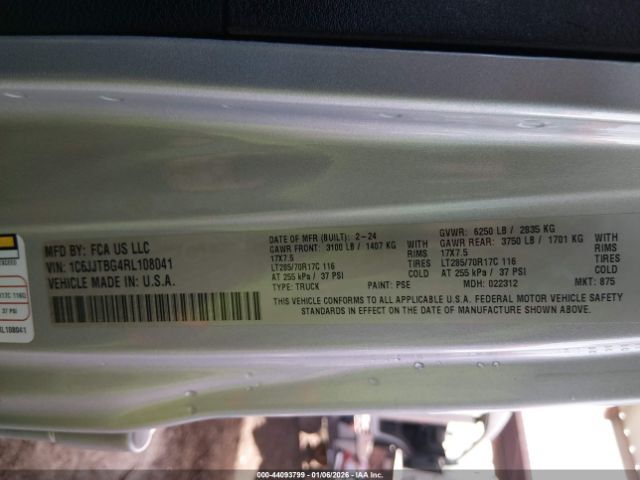 MFD BY: FCA US LLC
VIN: 1C6JJTBG4RL108041
VEHICLE MADE IN: U.S.A.
DATE OF MFR (BUILT): 2-24
GAWR FRONT: 3100 LB / 1407 KG
17X7.5
LT285/70R17C 116
AT 255 kPa / 37 PSI
TYPE: TRUCK
WITH
RIMS
TIRES
COLD
PAINT: PSE
GVWR: 6250 LB / 2835 KG
GAWR REAR: 3750 LB / 1701 KG
17X7.5
LT285/70R17C 116
AT 255 kPa / 37 PSI
MDH: 022312
WITH
RIMS
TIRES
COLD
MKT: 875
THIS VEHICLE CONFORMS TO ALL APPLICABLE U.S.A. FEDERAL MOTOR VEHICLE SAFETY
STANDARDS IN EFFECT ON THE DATE OF MANUFACTURE SHOWN ABOVE.
R17C 116Q
37 PSI
RL108041
000-44093799 - 01/06/2026 - IAAI.com